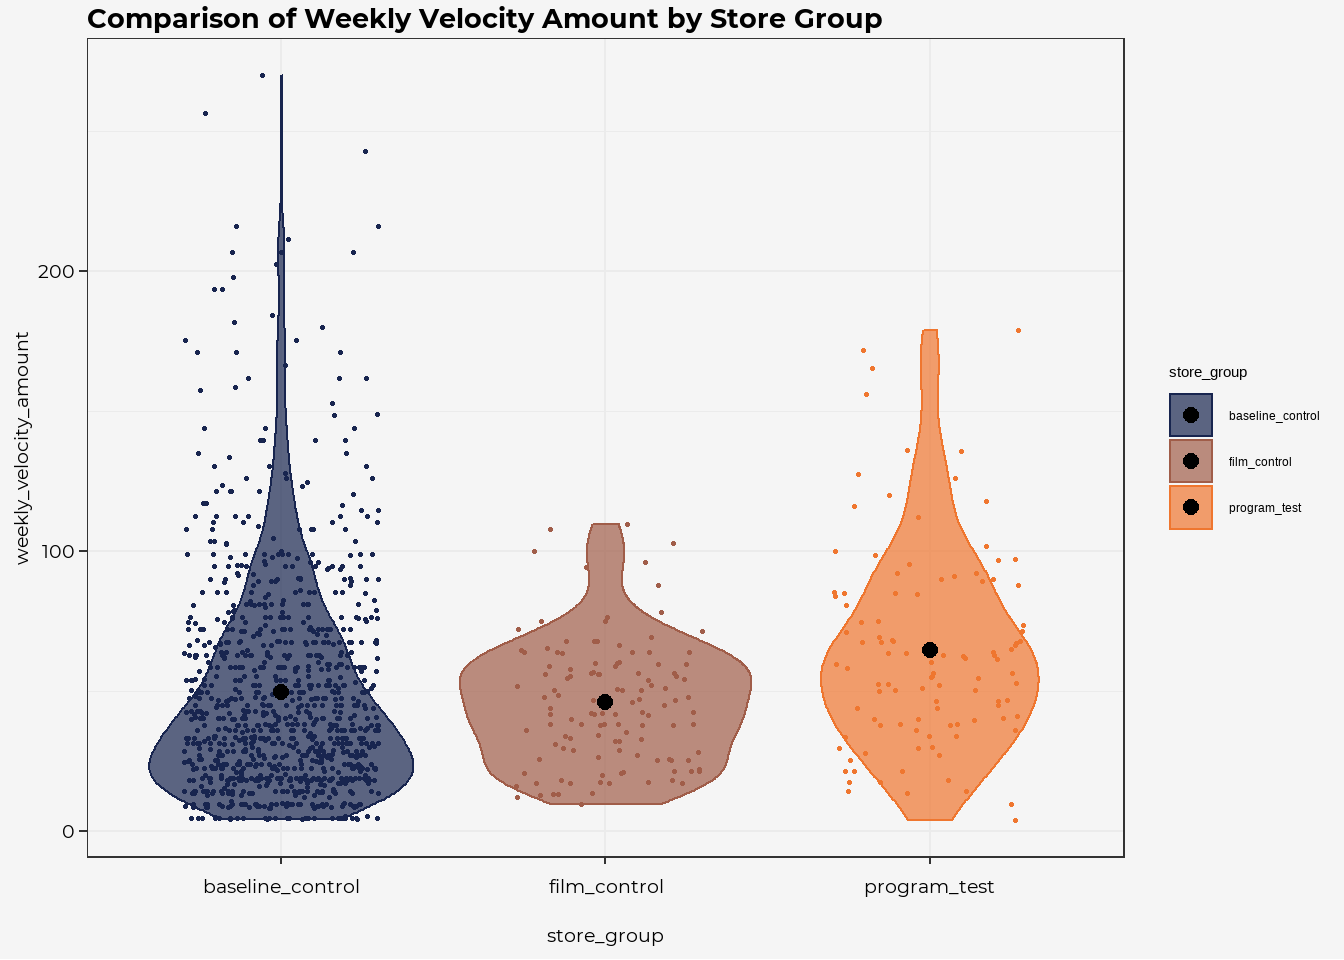 Comparison of Weekly Velocity Amount by Store Group
weekly_velocity_amount
200
100
0
baseline_control
film_control
program_test
store_group
store_group
baseline_control
film_control
program_test